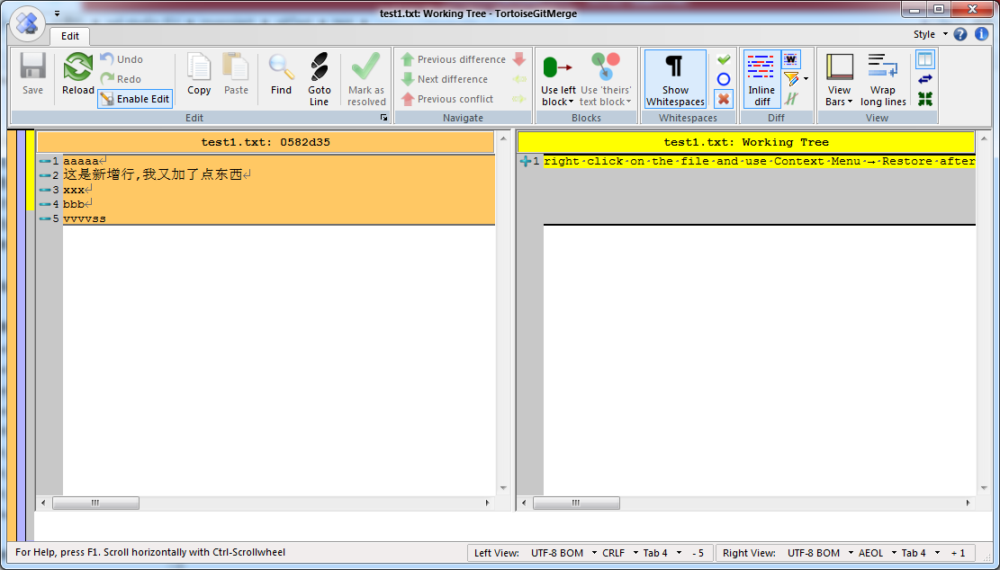 test1.txt: Working Tree - TortoiseGitMerge
Edit
Style
Save
Reload
Undo
Redo
Enable Edit
Copy
Paste
Find
Goto
Line
Mark as
resolved
Edit
Previous difference
Next difference
Previous conflict
Navigate
Use left
block
Use 'theirs'
text block
Blocks
Show
Whitespaces
Whitespaces
Inline
diff
Diff
View
Bars
Wrap
long lines
View
test1.txt: 0582d35
1 aaaaa↵
2 这是新增行,我又加了点东西↵
3 xxx↵
4 bbb↵
5 vvvvss
test1.txt: Working Tree
1 right·click·on·the·file·and·use·Context·Menu·→·Restore·after
For Help, press F1. Scroll horizontally with Ctrl-Scrollwheel
Left View: UTF-8 BOM CRLF Tab 4 - 5
Right View: UTF-8 BOM AEOL Tab 4 + 1